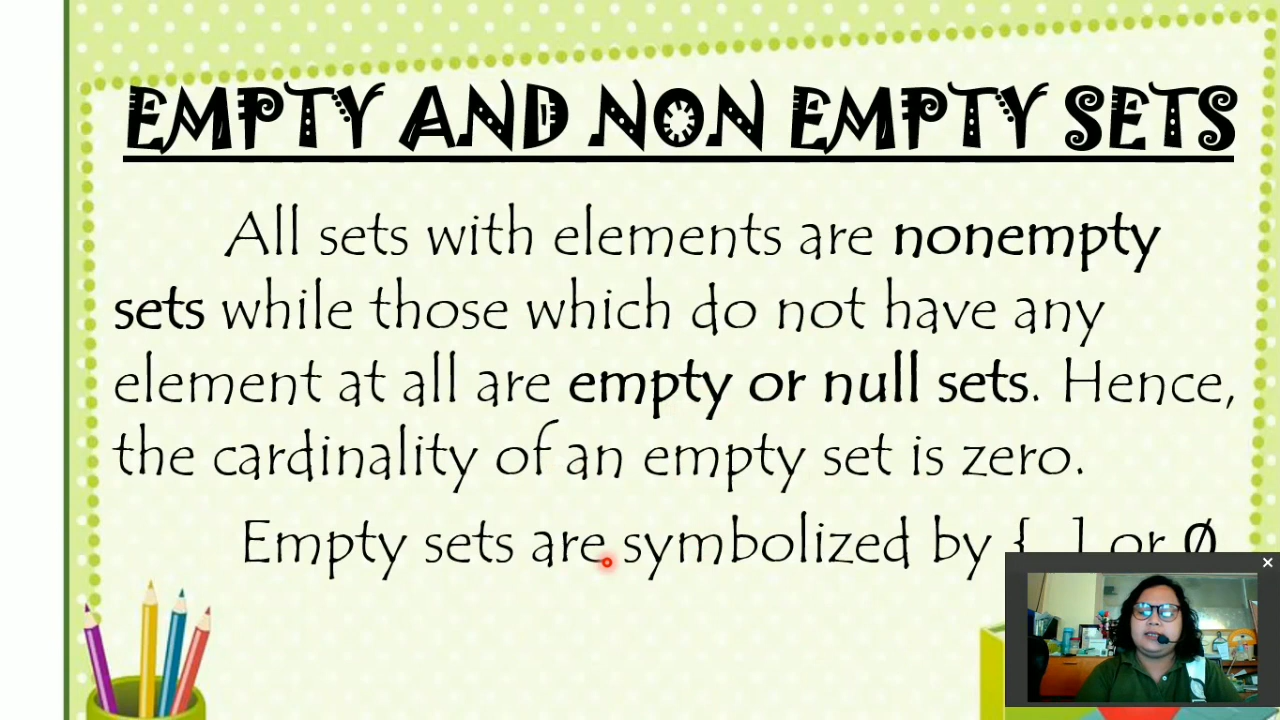 EMPTY AND NON EMPTY SETS
All sets with elements are nonempty
sets while those which do not have any
element at all are empty or null sets. Hence,
the cardinality of an empty set is zero.
Empty sets are symbolized by { } or Ø